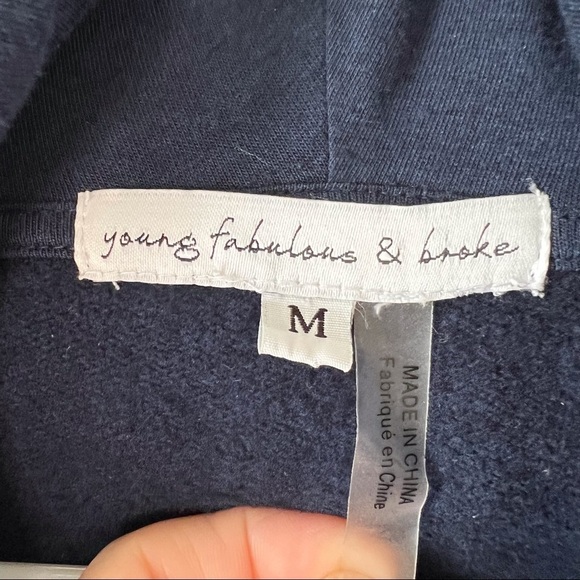 young fabulous & broke
M
MADE IN CHINA
Fabriqué en Chine